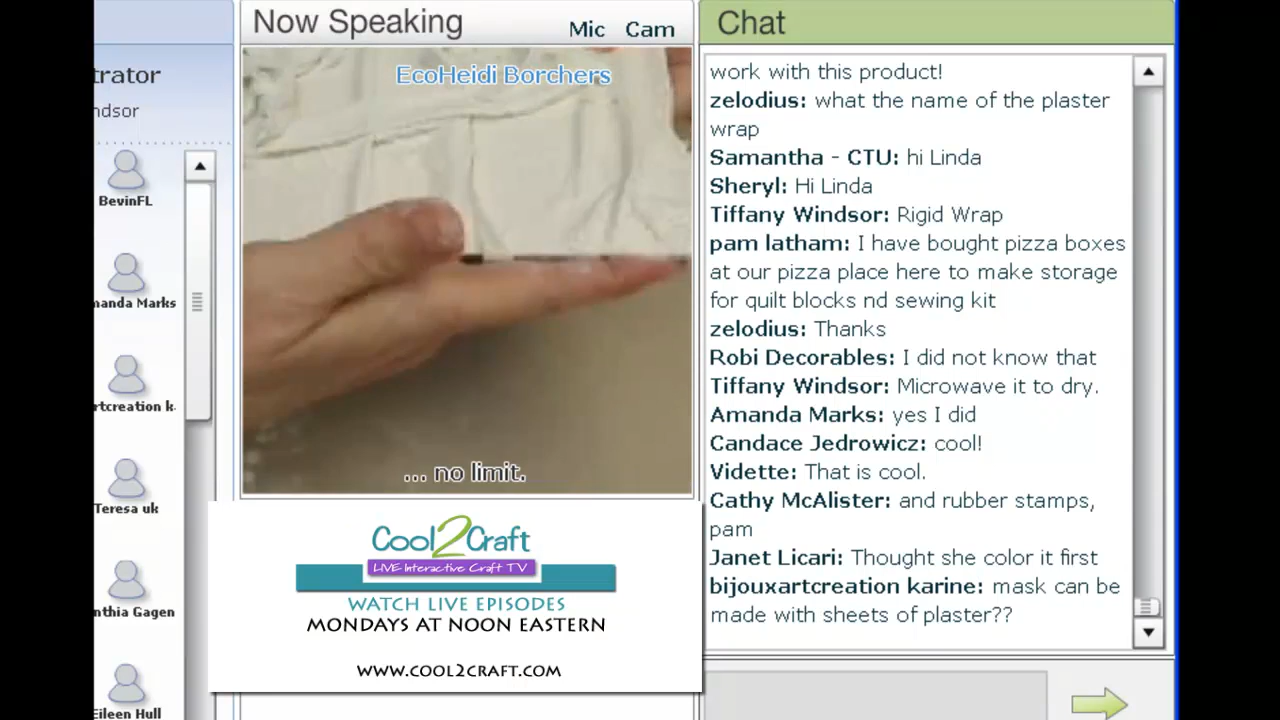 Now Speaking
Mic Cam
Chat
trator
ndsor
BevinFL
manda Marks
rtcreation k
Teresa uk
nthia Gagen
Eileen Hull
EcoHeidi Borchers
... no limit.
Cool2Craft
LIVE Interactive Craft TV
WATCH LIVE EPISODES
MONDAYS AT NOON EASTERN
WWW.COOL2CRAFT.COM
work with this product!
zelodius: what the name of the plaster
wrap
Samantha - CTU: hi Linda
Sheryl: Hi Linda
Tiffany Windsor: Rigid Wrap
pam latham: I have bought pizza boxes
at our pizza place here to make storage
for quilt blocks nd sewing kit
zelodius: Thanks
Robi Decorables: I did not know that
Tiffany Windsor: Microwave it to dry.
Amanda Marks: yes I did
Candace Jedrowicz: cool!
Vidette: That is cool.
Cathy McAlister: and rubber stamps,
pam
Janet Licari: Thought she color it first
bijouxartcreation karine: mask can be
made with sheets of plaster??